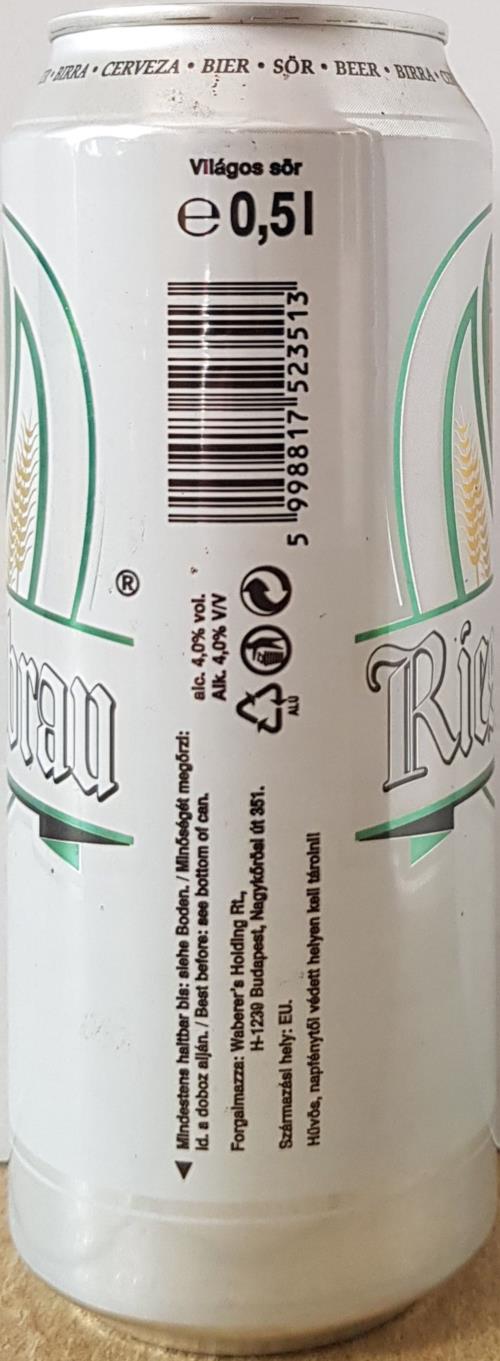 BIRRA • CERVEZA • BIER • SÖR • BEER • BIRRA •
Világos sör
℮ 0,5 l
5 998817 523513
®
alc. 4,0% vol.
Alk. 4,0% V/V
ALU
brau
Ries
Mindestens haltbar bis: siehe Boden. / Minőségét megőrzi:
ld. a doboz alján. / Best before: see bottom of can.
Forgalmazza: Waberer's Holding Rt.,
H-1239 Budapest, Nagykőrösi út 351.
Származási hely: EU.
Hűvös, napfénytől védett helyen kell tárolni!